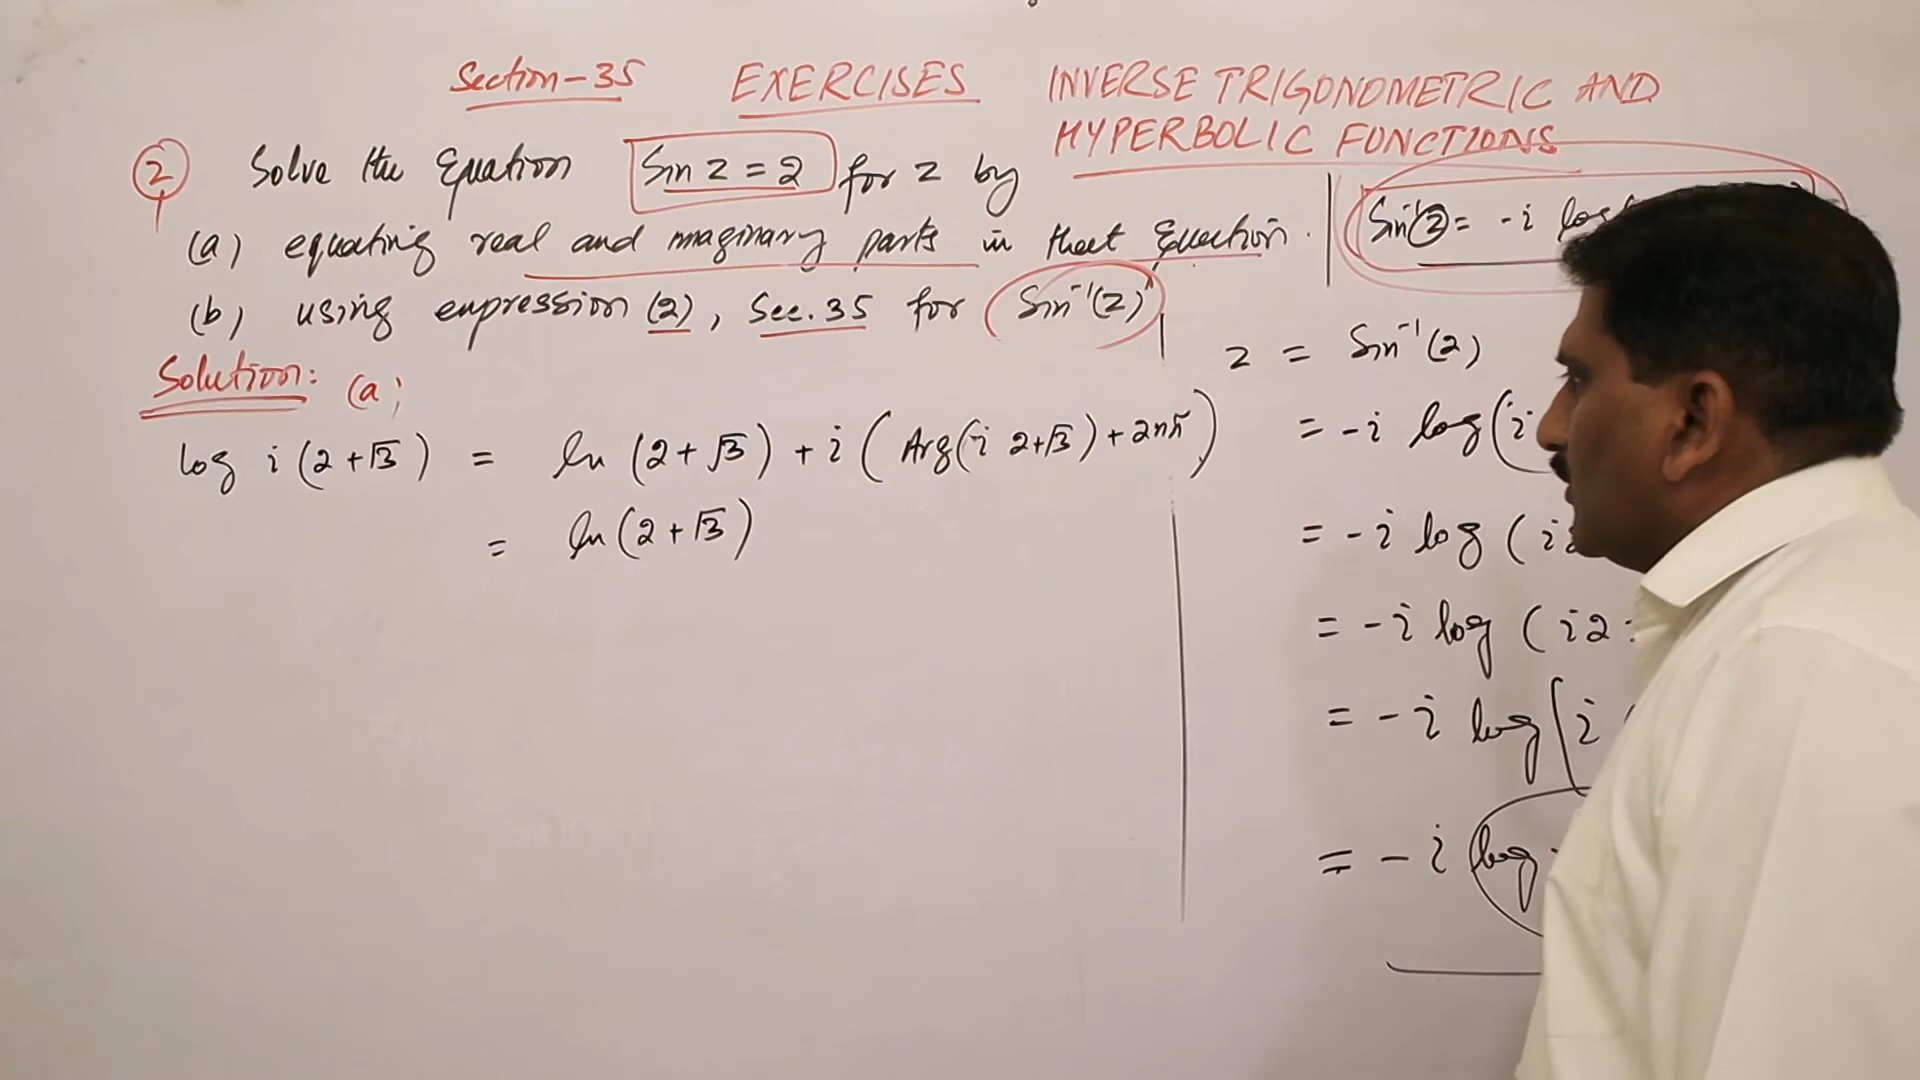 Section-35 EXERCISES INVERSE TRIGONOMETRIC AND
HYPERBOLIC FUNCTIONS
2 Solve the Equation Sin z = 2 for z by
(a) equating real and imaginary parts in that Equation.
(b) using expression (2), Sec.35 for Sin⁻¹(z)
Solution: (a)
log i (2+√3) = ln (2+√3) + i ( Arg(i 2+√3) + 2nπ )
= ln (2+√3)
Sin⁻¹z = -i log
z = Sin⁻¹(2)
= -i log(i
= -i log (i2
= -i log (i2
= -i log[i
= -i log